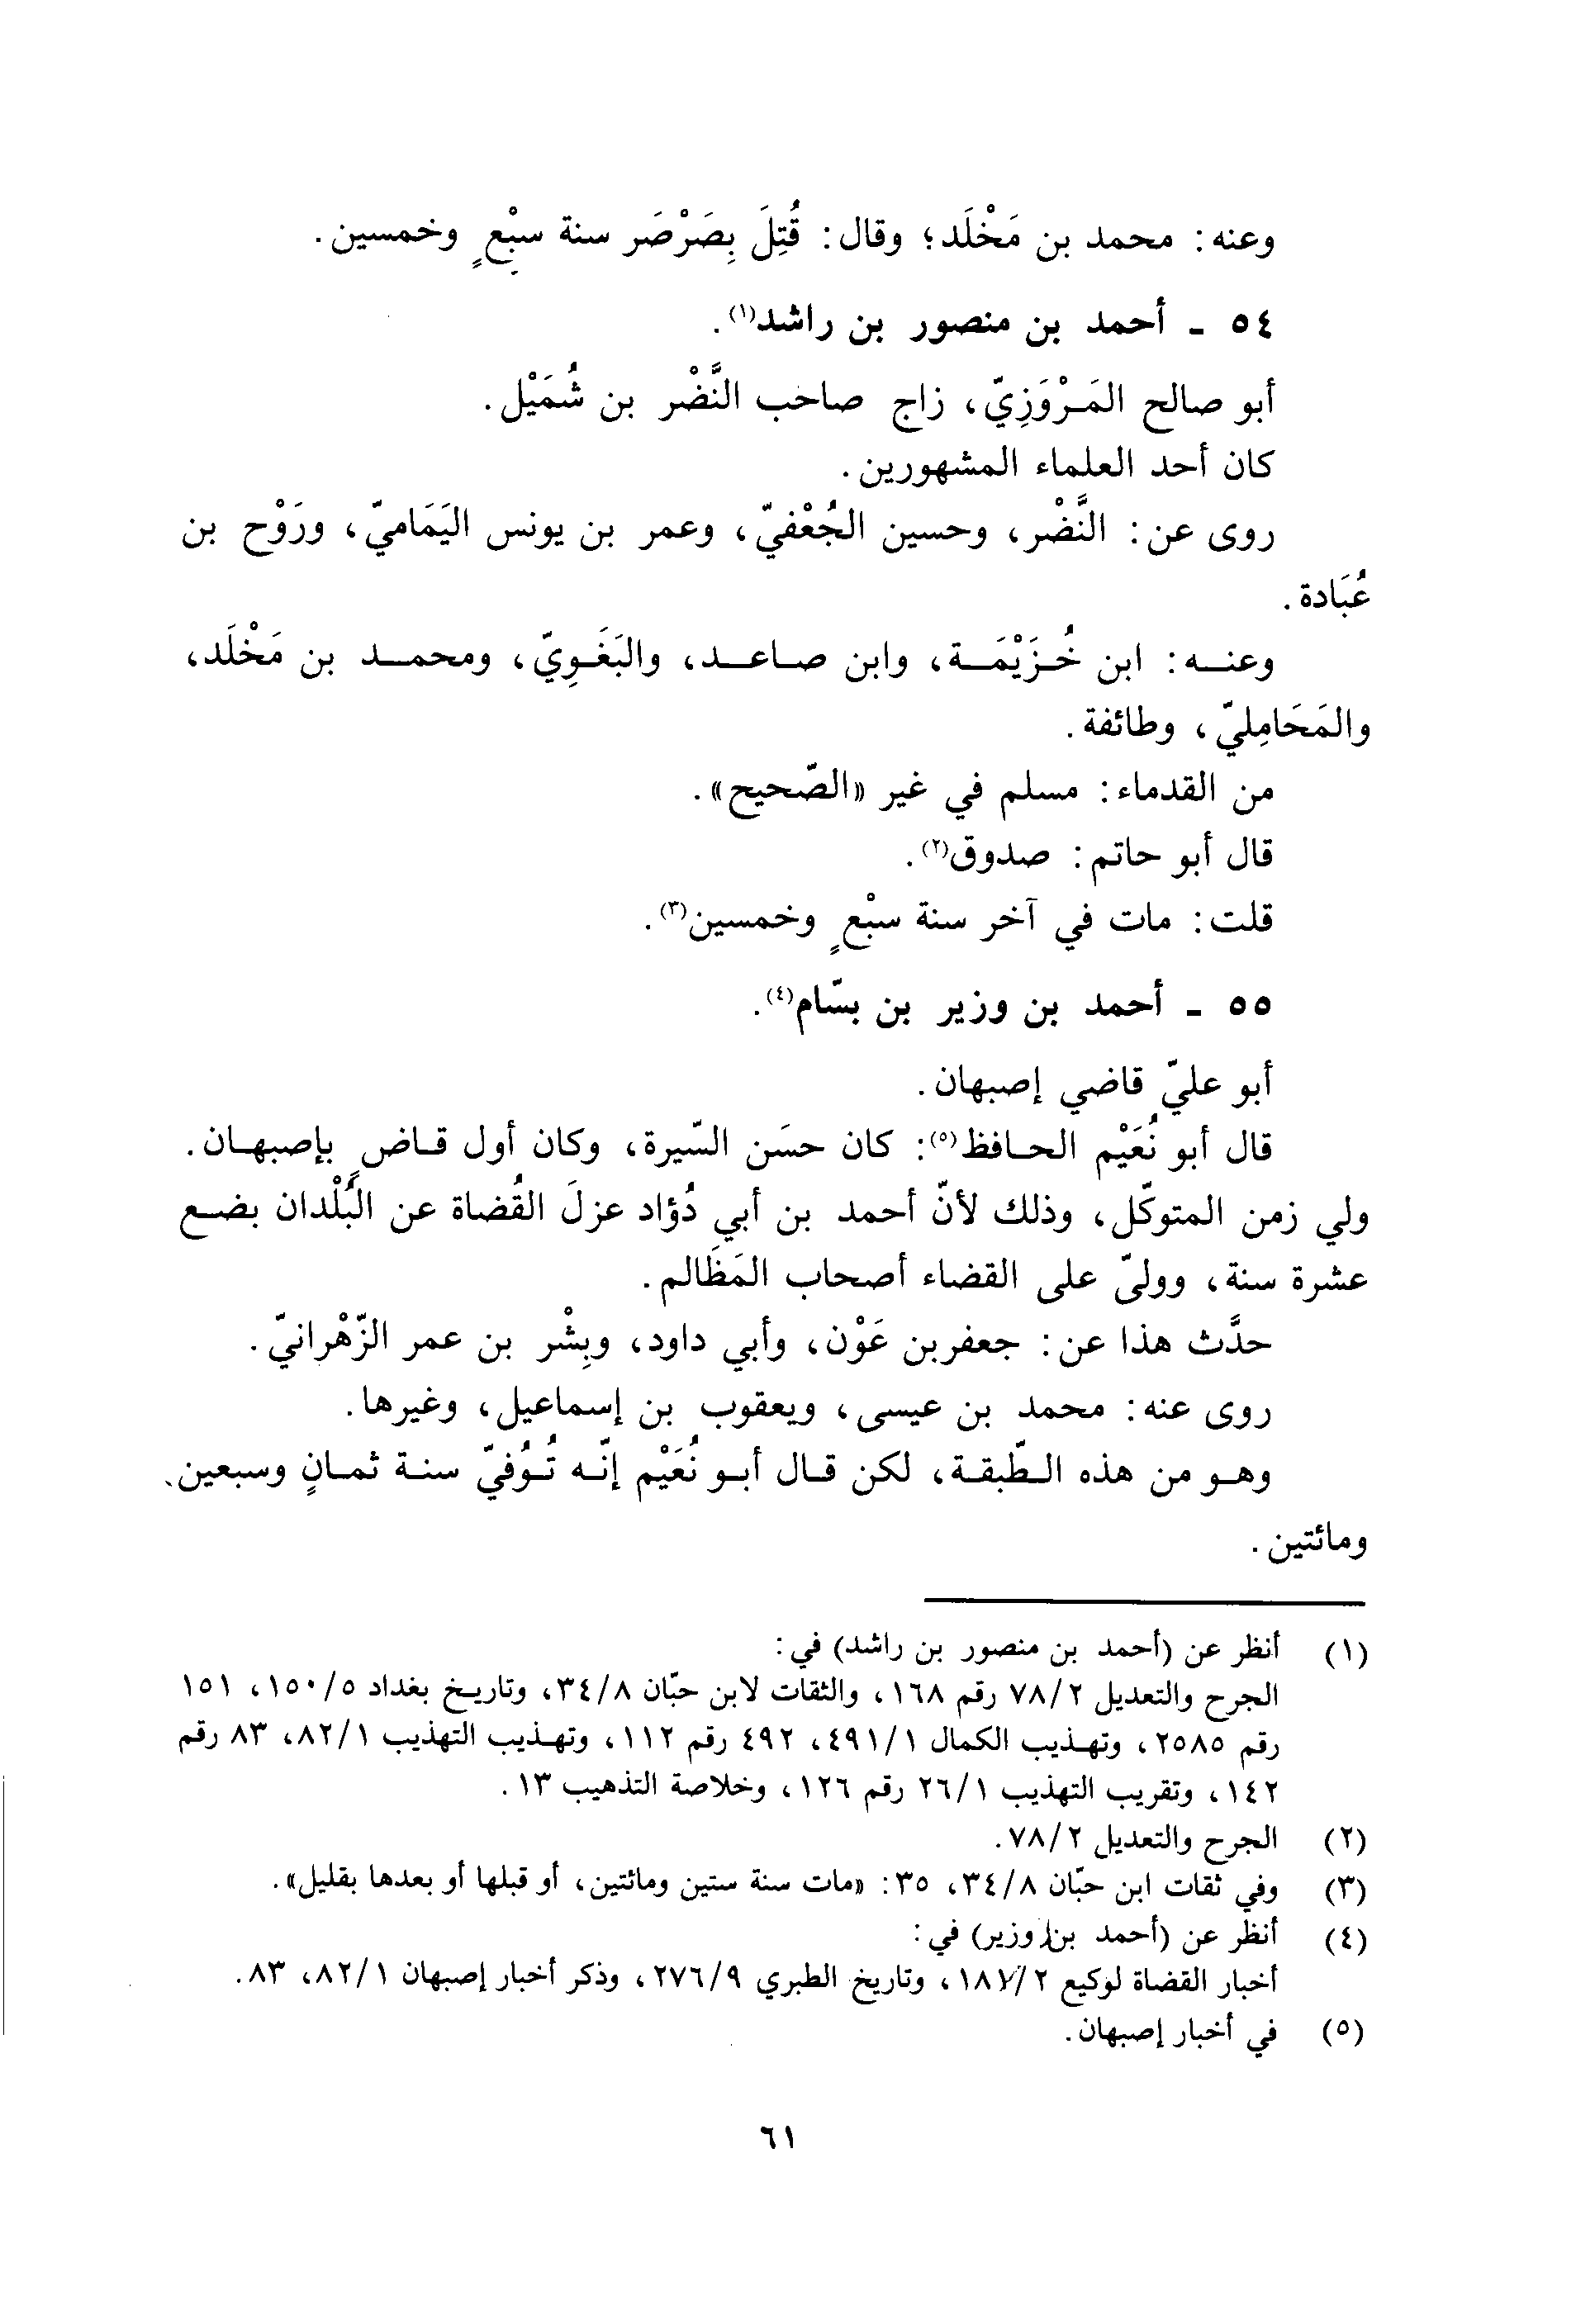 وعنه: محمد بن مَخْلَد؛ وقال: قُتِلَ بِصَرْصَر سنة سبْعٍ وخمسين.
٥٤ - أحمد بن منصور بن راشد(١).
أبو صالح المَرْوَزِيّ، زاج صاحب النَّضْر بن شُمَيْل.
كان أحد العلماء المشهورين.
روى عن: النَّضْر، وحسين الجُعْفيّ، وعمر بن يونس اليَمَاميّ، ورَوْح بن
عُبَادة.
وعنه: ابن خُزَيْمَة، وابن صاعد، والبَغَوِيّ، ومحمد بن مَخْلَد،
والمَحَامِليّ، وطائفة.
من القدماء: مسلم في غير «الصّحيح».
قال أبو حاتم: صدوق(٢).
قلت: مات في آخر سنة سبْعٍ وخمسين(٣).
٥٥ - أحمد بن وزير بن بسّام(٤).
أبو عليّ قاضي إصبهان.
قال أبو نُعَيْم الحافظ(٥): كان حسَن السّيرة، وكان أول قاضٍ بإصبهان.
ولي زمن المتوكّل، وذلك لأنّ أحمد بن أبي دُؤاد عزلَ القُضاة عن البُلْدان بضع
عشرة سنة، وولىّ على القضاء أصحاب المَظَالم.
حدَّث هذا عن: جعفربن عَوْن، وأبي داود، وبِشْر بن عمر الزّهْرانيّ.
روى عنه: محمد بن عيسى، ويعقوب بن إسماعيل، وغيرها.
وهو من هذه الطّبقة، لكن قال أبو نُعَيْم إنّه تُوُفيّ سنة ثمانٍ وسبعين
ومائتين.
(١) أنظر عن (أحمد بن منصور بن راشد) في:
الجرح والتعديل ٧٨/٢ رقم ١٦٨، والثقات لابن حبّان ٣٤/٨، وتاريخ بغداد ١٥٠/٥، ١٥١
رقم ٢٥٨٥، وتهذيب الكمال ٤٩١/١، ٤٩٢ رقم ١١٢، وتهذيب التهذيب ٨٢/١، ٨٣ رقم
١٤٢، وتقريب التهذيب ٢٦/١ رقم ١٢٦، وخلاصة التذهيب ١٣.
(٢) الجرح والتعديل ٧٨/٢.
(٣) وفي ثقات ابن حبّان ٣٤/٨، ٣٥: «مات سنة ستين ومائتين، أو قبلها أو بعدها بقليل».
(٤) أنظر عن (أحمد بن وزير) في:
أخبار القضاة لوكيع ١٨٧/٢، وتاريخ الطبري ٢٧٦/٩، وذكر أخبار إصبهان ٨٢/١، ٨٣.
(٥) في أخبار إصبهان.
٦١